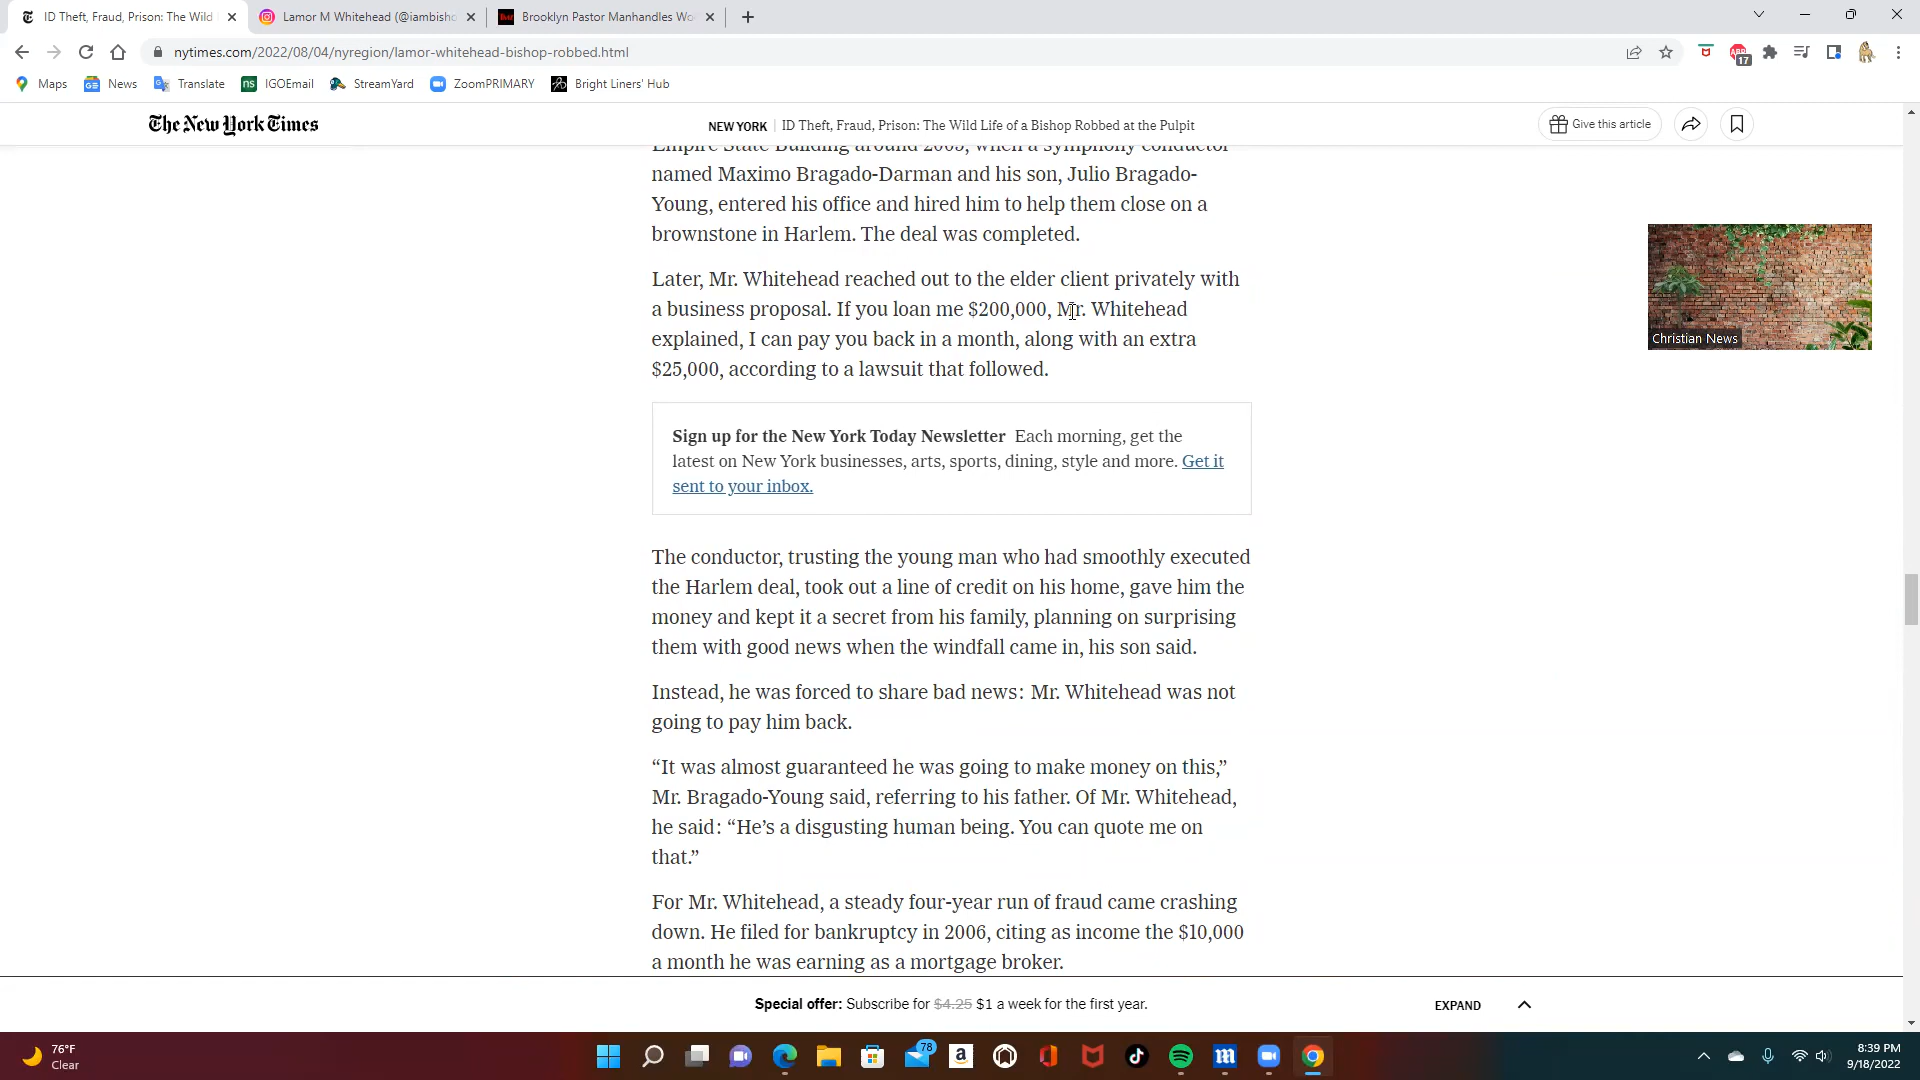 ID Theft, Fraud, Prison: The Wild
Lamor M Whitehead (@iambisho
Brooklyn Pastor Manhandles Wo
nytimes.com/2022/08/04/nyregion/lamor-whitehead-bishop-robbed.html
17
Maps
News
Translate
ns IGOEmail
StreamYard
ZoomPRIMARY
Bright Liners' Hub
The New York Times
NEW YORK | ID Theft, Fraud, Prison: The Wild Life of a Bishop Robbed at the Pulpit
Give this article
Empire State Building around 2005, when a symphony conductor
named Maximo Bragado-Darman and his son, Julio Bragado-
Young, entered his office and hired him to help them close on a
brownstone in Harlem. The deal was completed.
Later, Mr. Whitehead reached out to the elder client privately with
a business proposal. If you loan me $200,000, Mr. Whitehead
explained, I can pay you back in a month, along with an extra
$25,000, according to a lawsuit that followed.
Christian News
Sign up for the New York Today Newsletter Each morning, get the
latest on New York businesses, arts, sports, dining, style and more. Get it
sent to your inbox.
The conductor, trusting the young man who had smoothly executed
the Harlem deal, took out a line of credit on his home, gave him the
money and kept it a secret from his family, planning on surprising
them with good news when the windfall came in, his son said.
Instead, he was forced to share bad news: Mr. Whitehead was not
going to pay him back.
“It was almost guaranteed he was going to make money on this,”
Mr. Bragado-Young said, referring to his father. Of Mr. Whitehead,
he said: “He’s a disgusting human being. You can quote me on
that.”
For Mr. Whitehead, a steady four-year run of fraud came crashing
down. He filed for bankruptcy in 2006, citing as income the $10,000
a month he was earning as a mortgage broker.
Special offer: Subscribe for $4.25 $1 a week for the first year.
EXPAND
76°F
Clear
78
8:39 PM
9/18/2022